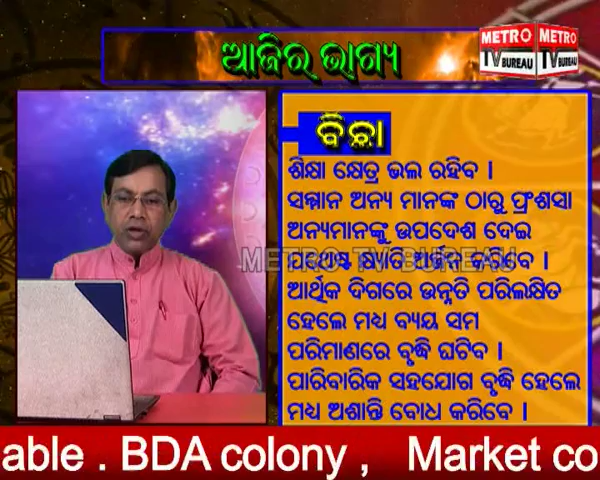 ଆଜିର ଭାଗ୍ୟ
METRO
TV BUREAU
METRO
TV BUREAU
ବିଛା
ଶିକ୍ଷା କ୍ଷେତ୍ର ଭଲ ରହିବ ।
ସମ୍ମାନ ଅନ୍ୟ ମାନଙ୍କ ଠାରୁ ପ୍ରଂଶସା
ଅନ୍ୟମାନଙ୍କୁ ଉପଦେଶ ଦେଇ
ଅର୍ଜନ କରିବେ ।
METRO TV BUREAU
ଆର୍ଥିକ ଦିଗରେ ଉନ୍ନତି ପରିଲକ୍ଷିତ
ହେଲେ ମଧ୍ୟ ବ୍ୟୟ ସମ
ପରିମାଣରେ ବୃଦ୍ଧି ଘଟିବ ।
ପାରିବାରିକ ସହଯୋଗ ବୃଦ୍ଧି ହେଲେ
ମଧ୍ୟ ଅଶାନ୍ତି ବୋଧ କରିବେ ।
able . BDA colony , Market co